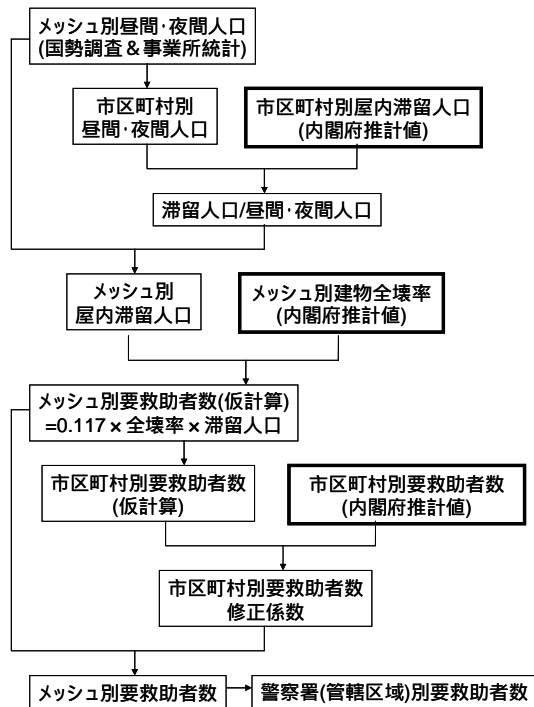 メッシュ別昼間･夜間人口
(国勢調査＆事業所統計)
市区町村別
昼間･夜間人口
市区町村別屋内滞留人口
(内閣府推計値)
滞留人口/昼間･夜間人口
メッシュ別
屋内滞留人口
メッシュ別建物全壊率
(内閣府推計値)
メッシュ別要救助者数(仮計算)
=0.117×全壊率×滞留人口
市区町村別要救助者数
(仮計算)
市区町村別要救助者数
(内閣府推計値)
市区町村別要救助者数
修正係数
メッシュ別要救助者数
警察署(管轄区域)別要救助者数